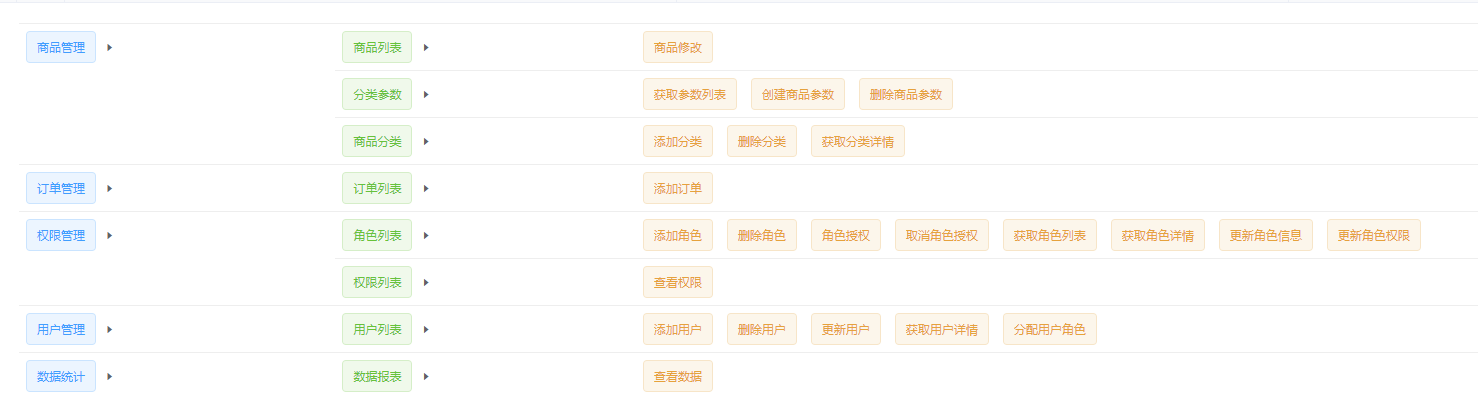 商品管理 商品列表 商品修改
分类参数 获取参数列表 创建商品参数 删除商品参数
商品分类 添加分类 删除分类 获取分类详情
订单管理 订单列表 添加订单
权限管理 角色列表 添加角色 删除角色 角色授权 取消角色授权 获取角色列表 获取角色详情 更新角色信息 更新角色权限
权限列表 查看权限
用户管理 用户列表 添加用户 删除用户 更新用户 获取用户详情 分配用户角色
数据统计 数据报表 查看数据